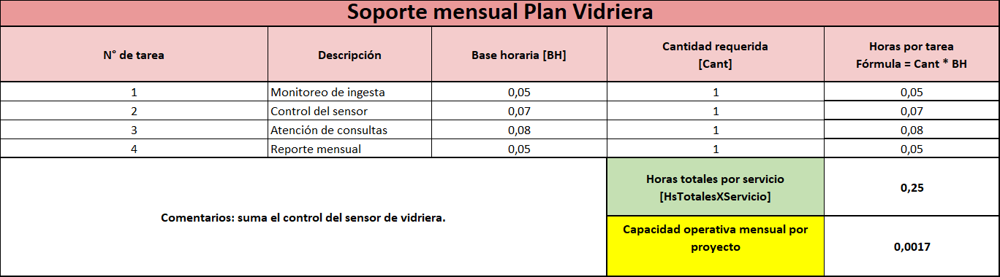 Soporte mensual Plan Vidriera
N° de tarea Descripción Base horaria [BH] Cantidad requerida [Cant] Horas por tarea Fórmula = Cant * BH
1 Monitoreo de ingesta 0,05 1 0,05
2 Control del sensor 0,07 1 0,07
3 Atención de consultas 0,08 1 0,08
4 Reporte mensual 0,05 1 0,05
Comentarios: suma el control del sensor de vidriera.
Horas totales por servicio
[HsTotalesXServicio]
0,25
Capacidad operativa mensual por
proyecto
0,0017